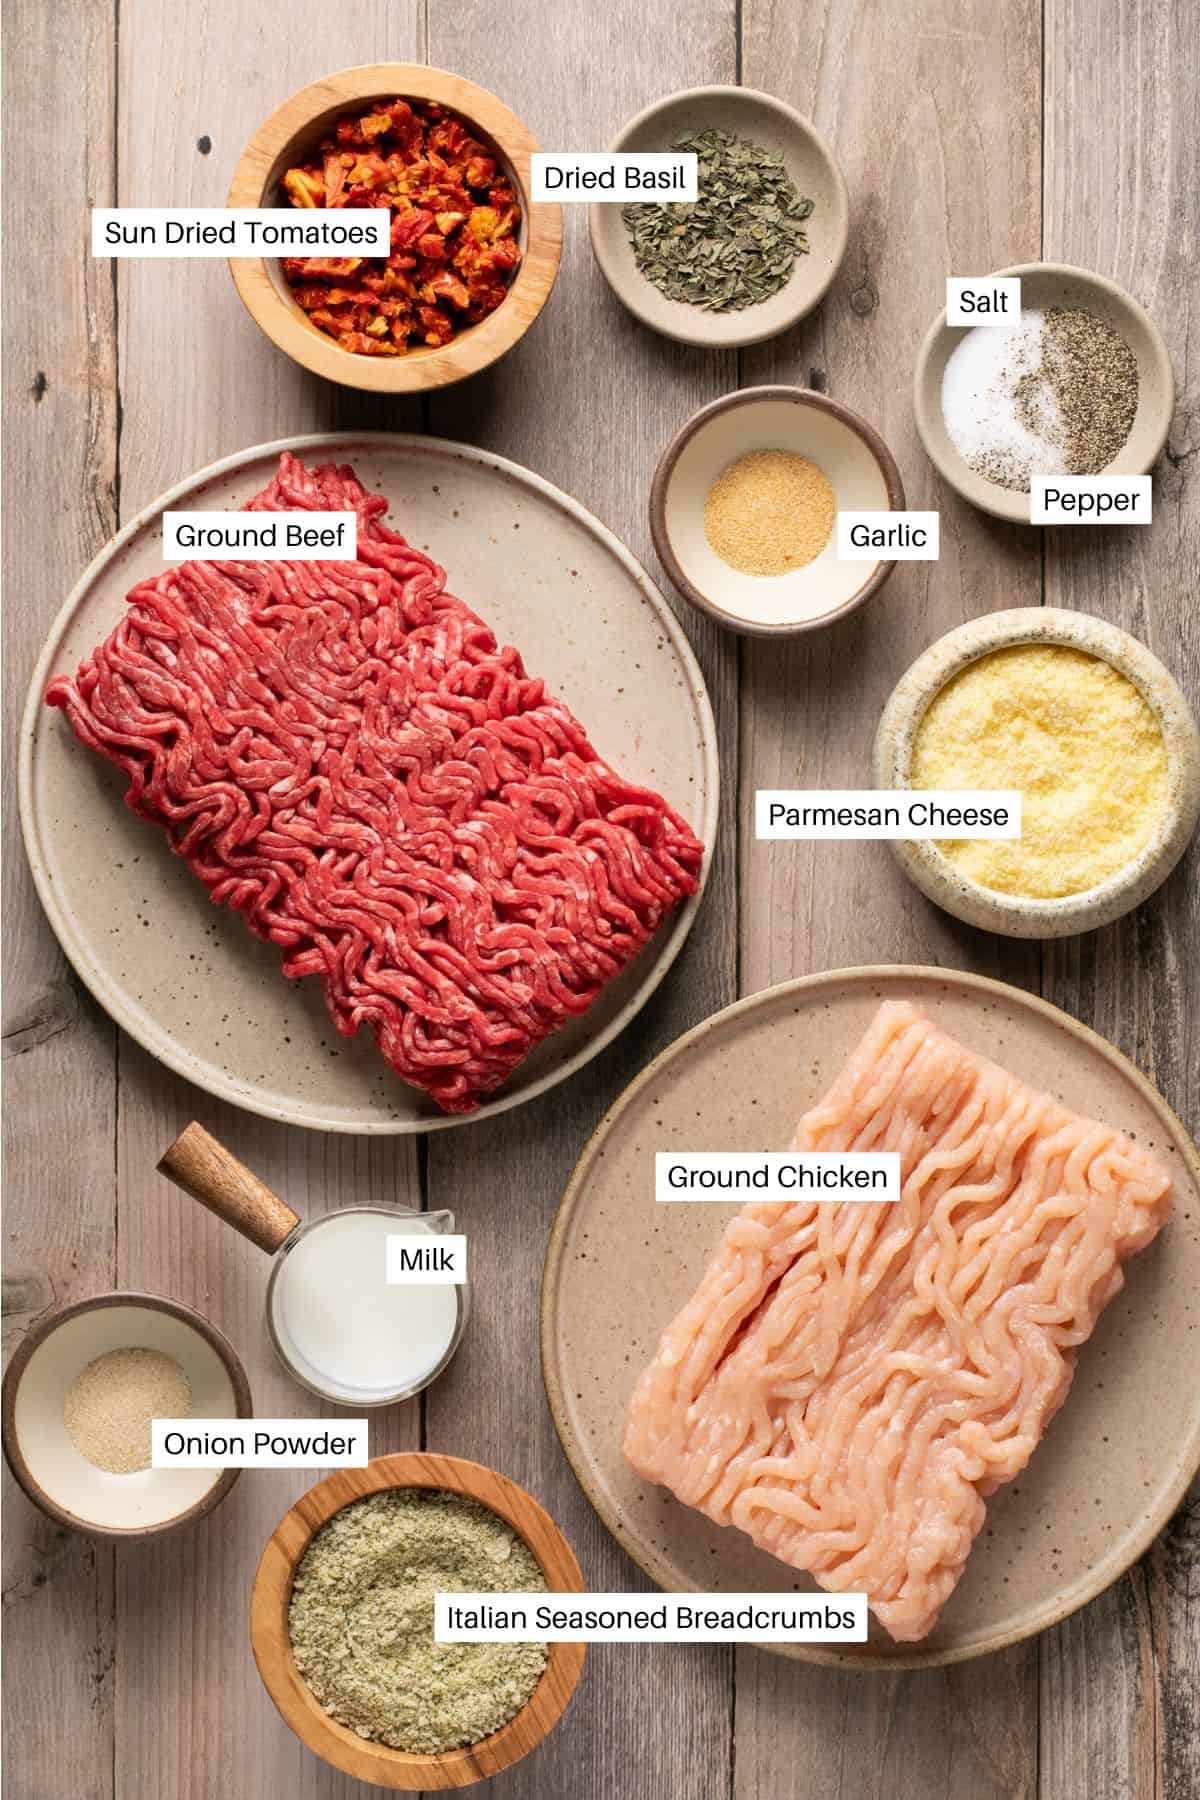 Dried Basil
Sun Dried Tomatoes
Salt
Pepper
Ground Beef
Garlic
Parmesan Cheese
Ground Chicken
Milk
Onion Powder
Italian Seasoned Breadcrumbs